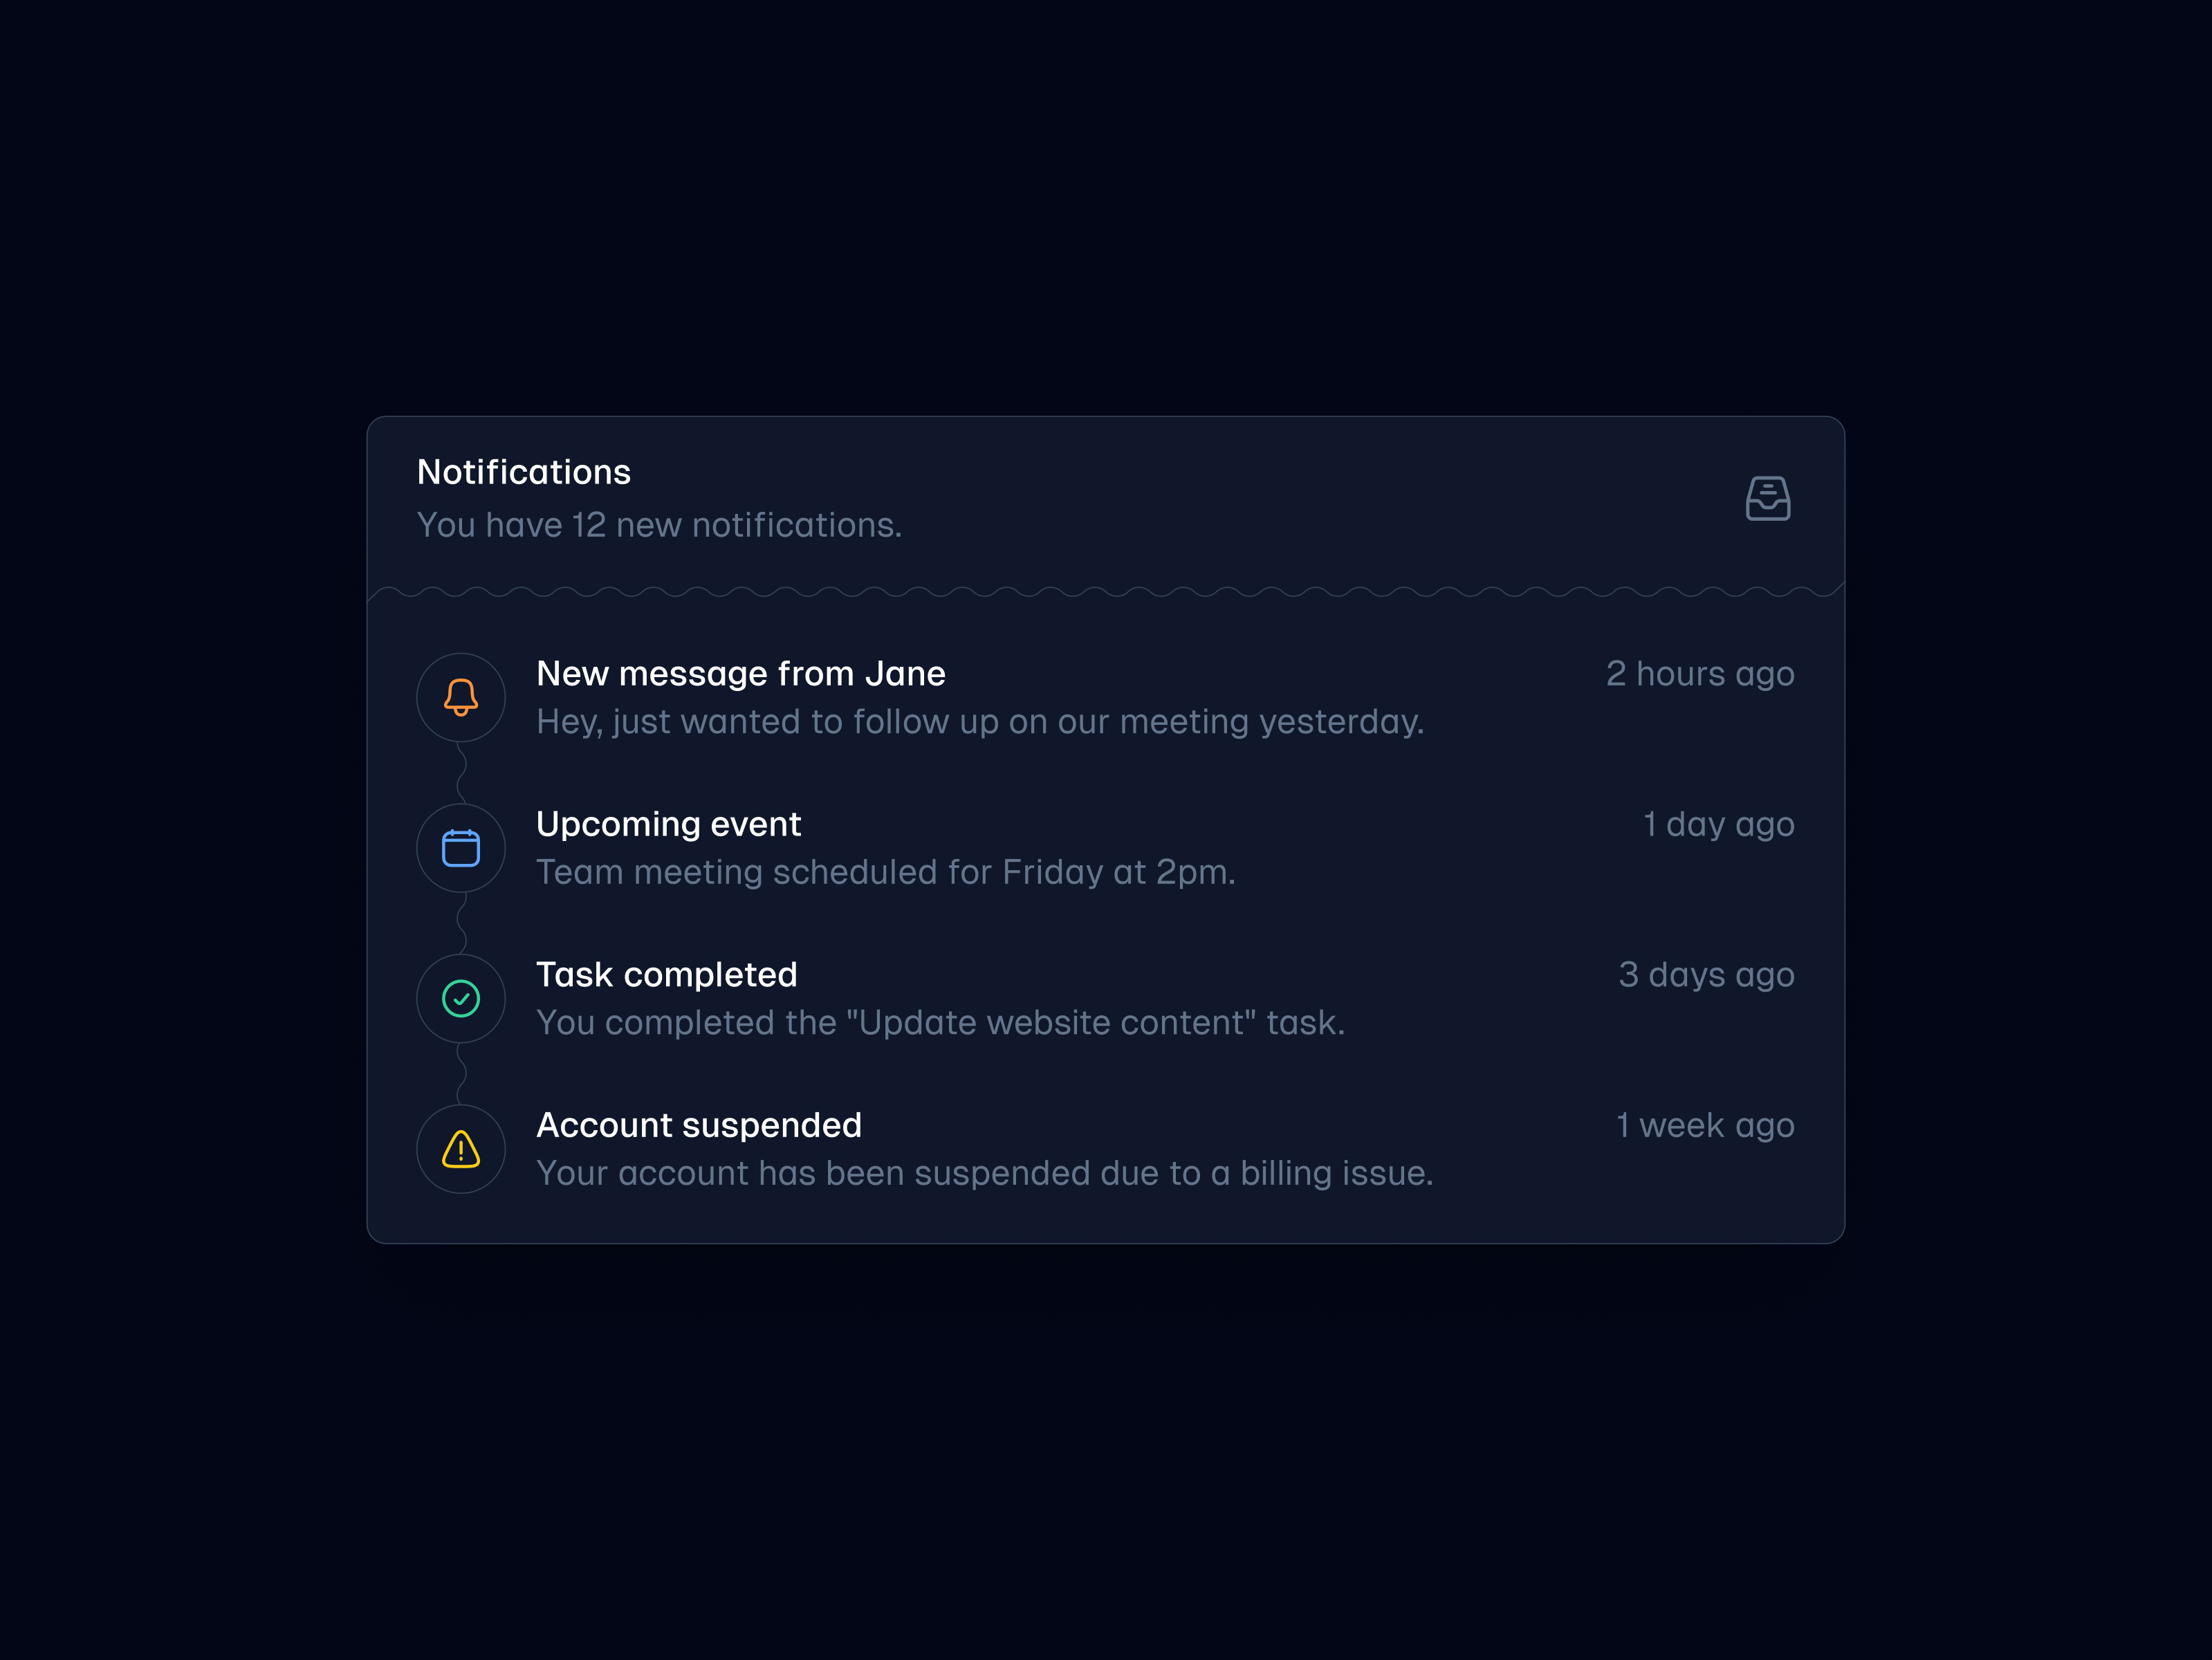 Notifications
You have 12 new notifications.
New message from Jane
2 hours ago
Hey, just wanted to follow up on our meeting yesterday.
Upcoming event
1 day ago
Team meeting scheduled for Friday at 2pm.
Task completed
3 days ago
You completed the "Update website content" task.
Account suspended
1 week ago
Your account has been suspended due to a billing issue.